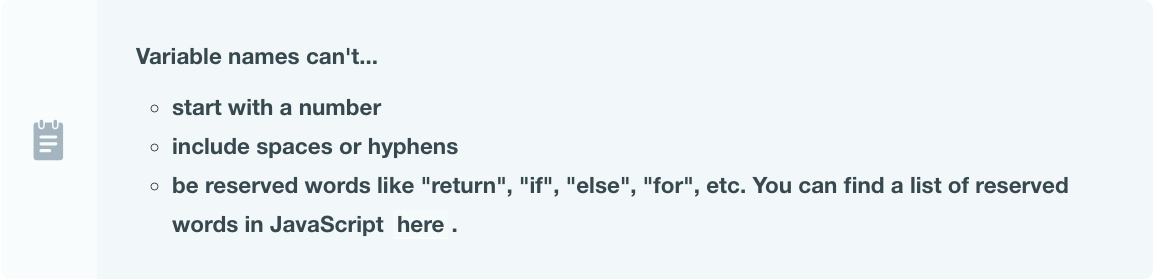 Variable names can't...
start with a number
include spaces or hyphens
be reserved words like "return", "if", "else", "for", etc. You can find a list of reserved
words in JavaScript here .